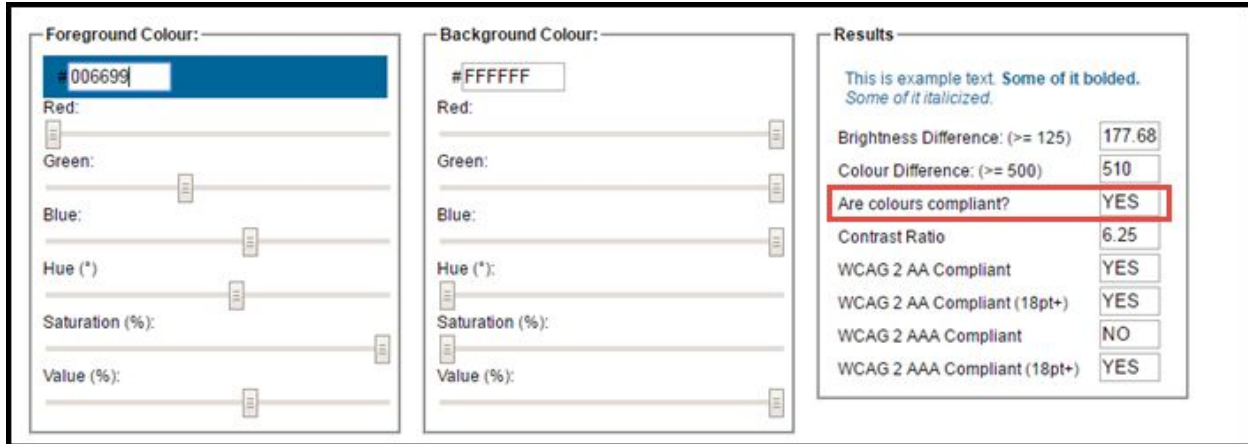 Foreground Colour:
#006699
Red:
Green:
Blue:
Hue (°)
Saturation (%):
Value (%):
Background Colour:
#FFFFFF
Red:
Green:
Blue:
Hue (°):
Saturation (%):
Value (%):
Results
This is example text. Some of it bolded.
Some of it italicized.
Brightness Difference: (>= 125) 177.68
Colour Difference: (>= 500) 510
Are colours compliant? YES
Contrast Ratio 6.25
WCAG 2 AA Compliant YES
WCAG 2 AA Compliant (18pt+) YES
WCAG 2 AAA Compliant NO
WCAG 2 AAA Compliant (18pt+) YES